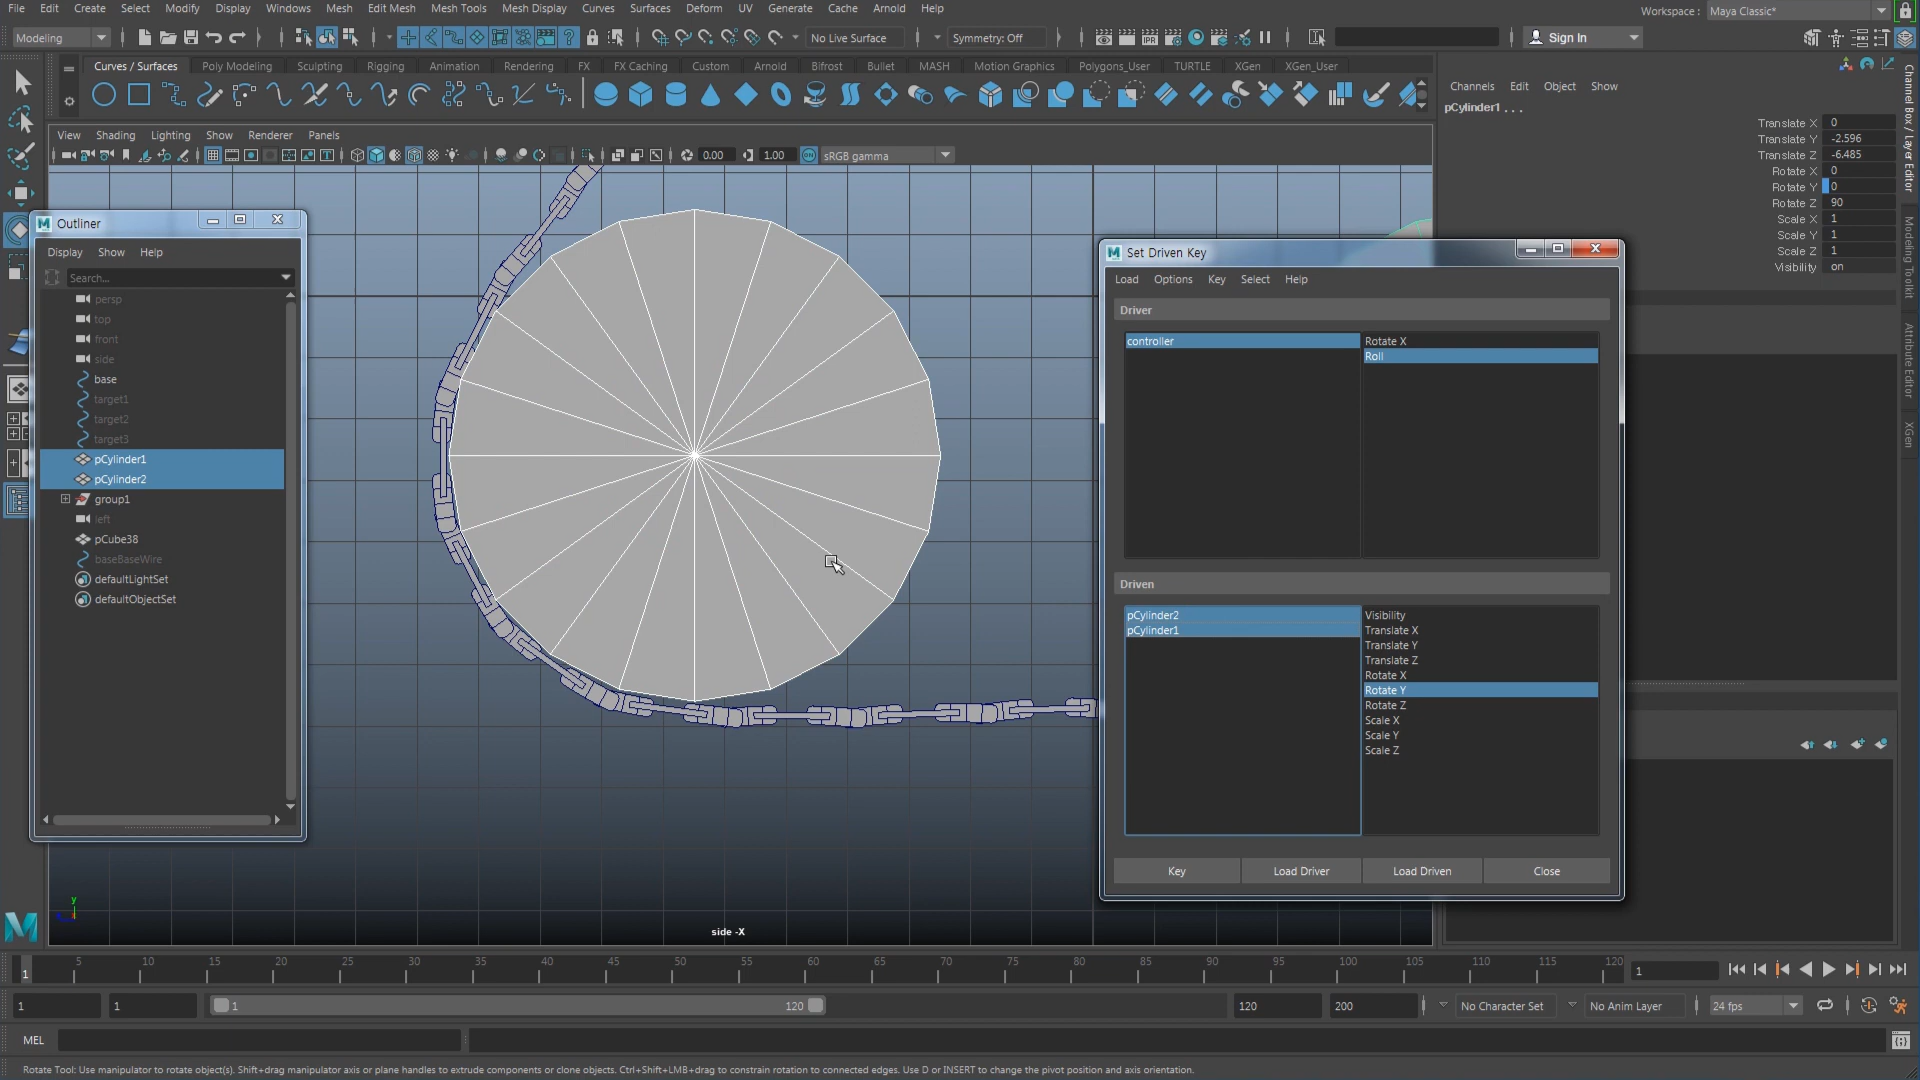 File Edit Create Select Modify Display Windows Mesh Edit Mesh Mesh Tools Mesh Display Curves Surfaces Deform UV Generate Cache Arnold Help
Workspace : Maya Classic*
Modeling
No Live Surface
Symmetry: Off
Sign In
Curves / Surfaces Poly Modeling Sculpting Rigging Animation Rendering FX FX Caching Custom Arnold Bifrost Bullet MASH Motion Graphics Polygons_User TURTLE XGen XGen_User
View Shading Lighting Show Renderer Panels
0.00
1.00
sRGB gamma
Channels Edit Object Show
pCylinder1 . . .
Translate X 0
Translate Y -2.596
Translate Z -6.485
Rotate X 0
Rotate Y 0
Rotate Z 90
Scale X 1
Scale Y 1
Scale Z 1
Visibility on
Channel Box / Layer Editor
Modeling Toolkit
Attribute Editor
XGen
Outliner
Display Show Help
Search...
persp
top
front
side
base
target1
target2
target3
pCylinder1
pCylinder2
group1
left
pCube38
baseBaseWire
defaultLightSet
defaultObjectSet
Set Driven Key
Load Options Key Select Help
Driver
controller
Rotate X
Roll
Driven
pCylinder2
pCylinder1
Visibility
Translate X
Translate Y
Translate Z
Rotate X
Rotate Y
Rotate Z
Scale X
Scale Y
Scale Z
Key Load Driver Load Driven Close
y
side -X
1 5 10 15 20 25 30 35 40 45 50 55 60 65 70 75 80 85 90 95 100 105 110 115 120
1
1 1 1 120 120 200 No Character Set No Anim Layer 24 fps
MEL
Rotate Tool: Use manipulator to rotate object(s). Shift+drag manipulator axis or plane handles to extrude components or clone objects. Ctrl+Shift+LMB+drag to constrain rotation to connected edges. Use D or INSERT to change the pivot position and axis orientation.